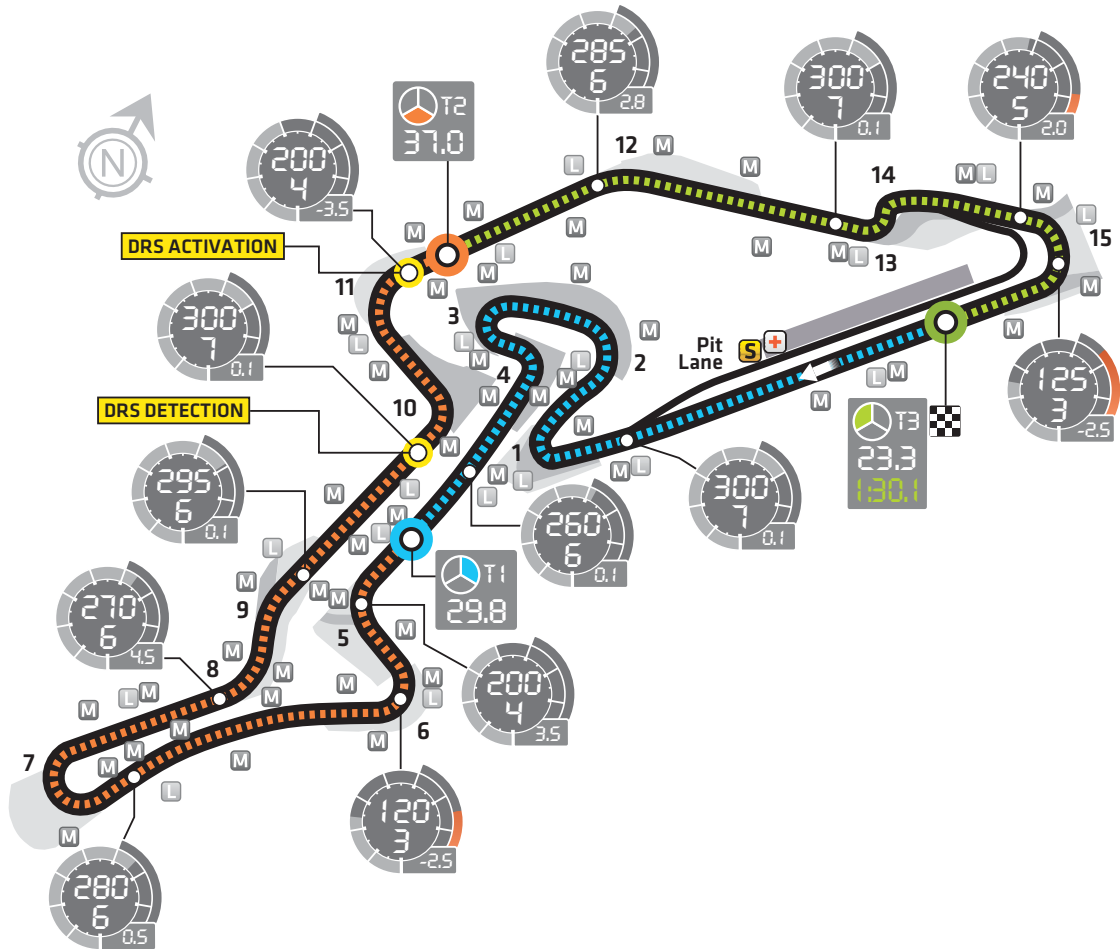 285
6
2.8
300
7
0.1
240
5
2.0
T2
37.0
200
4
-3.5
N
12
M
L
M
M
L
14
M
M
L
15
DRS ACTIVATION
M
M
L
M
M
M
M
L
13
11
M
M
3
300
7
0.1
M
L
M
L
M
4
M
L
M
2
Pit
Lane
S
M
125
3
-2.5
M
10
M
M
M
L
M
M
DRS DETECTION
T3
23.3
1:30.1
M
1
M
M
L
M
L
L
295
6
0.1
M
L
M
L
M
260
6
0.1
300
7
0.1
L
M
9
M
M
5
T1
29.8
270
6
4.5
M
M
8
M
M
M
M
L
6
200
4
3.5
M
L
M
M
7
M
M
M
M
L
M
120
3
-2.5
M
280
6
0.5